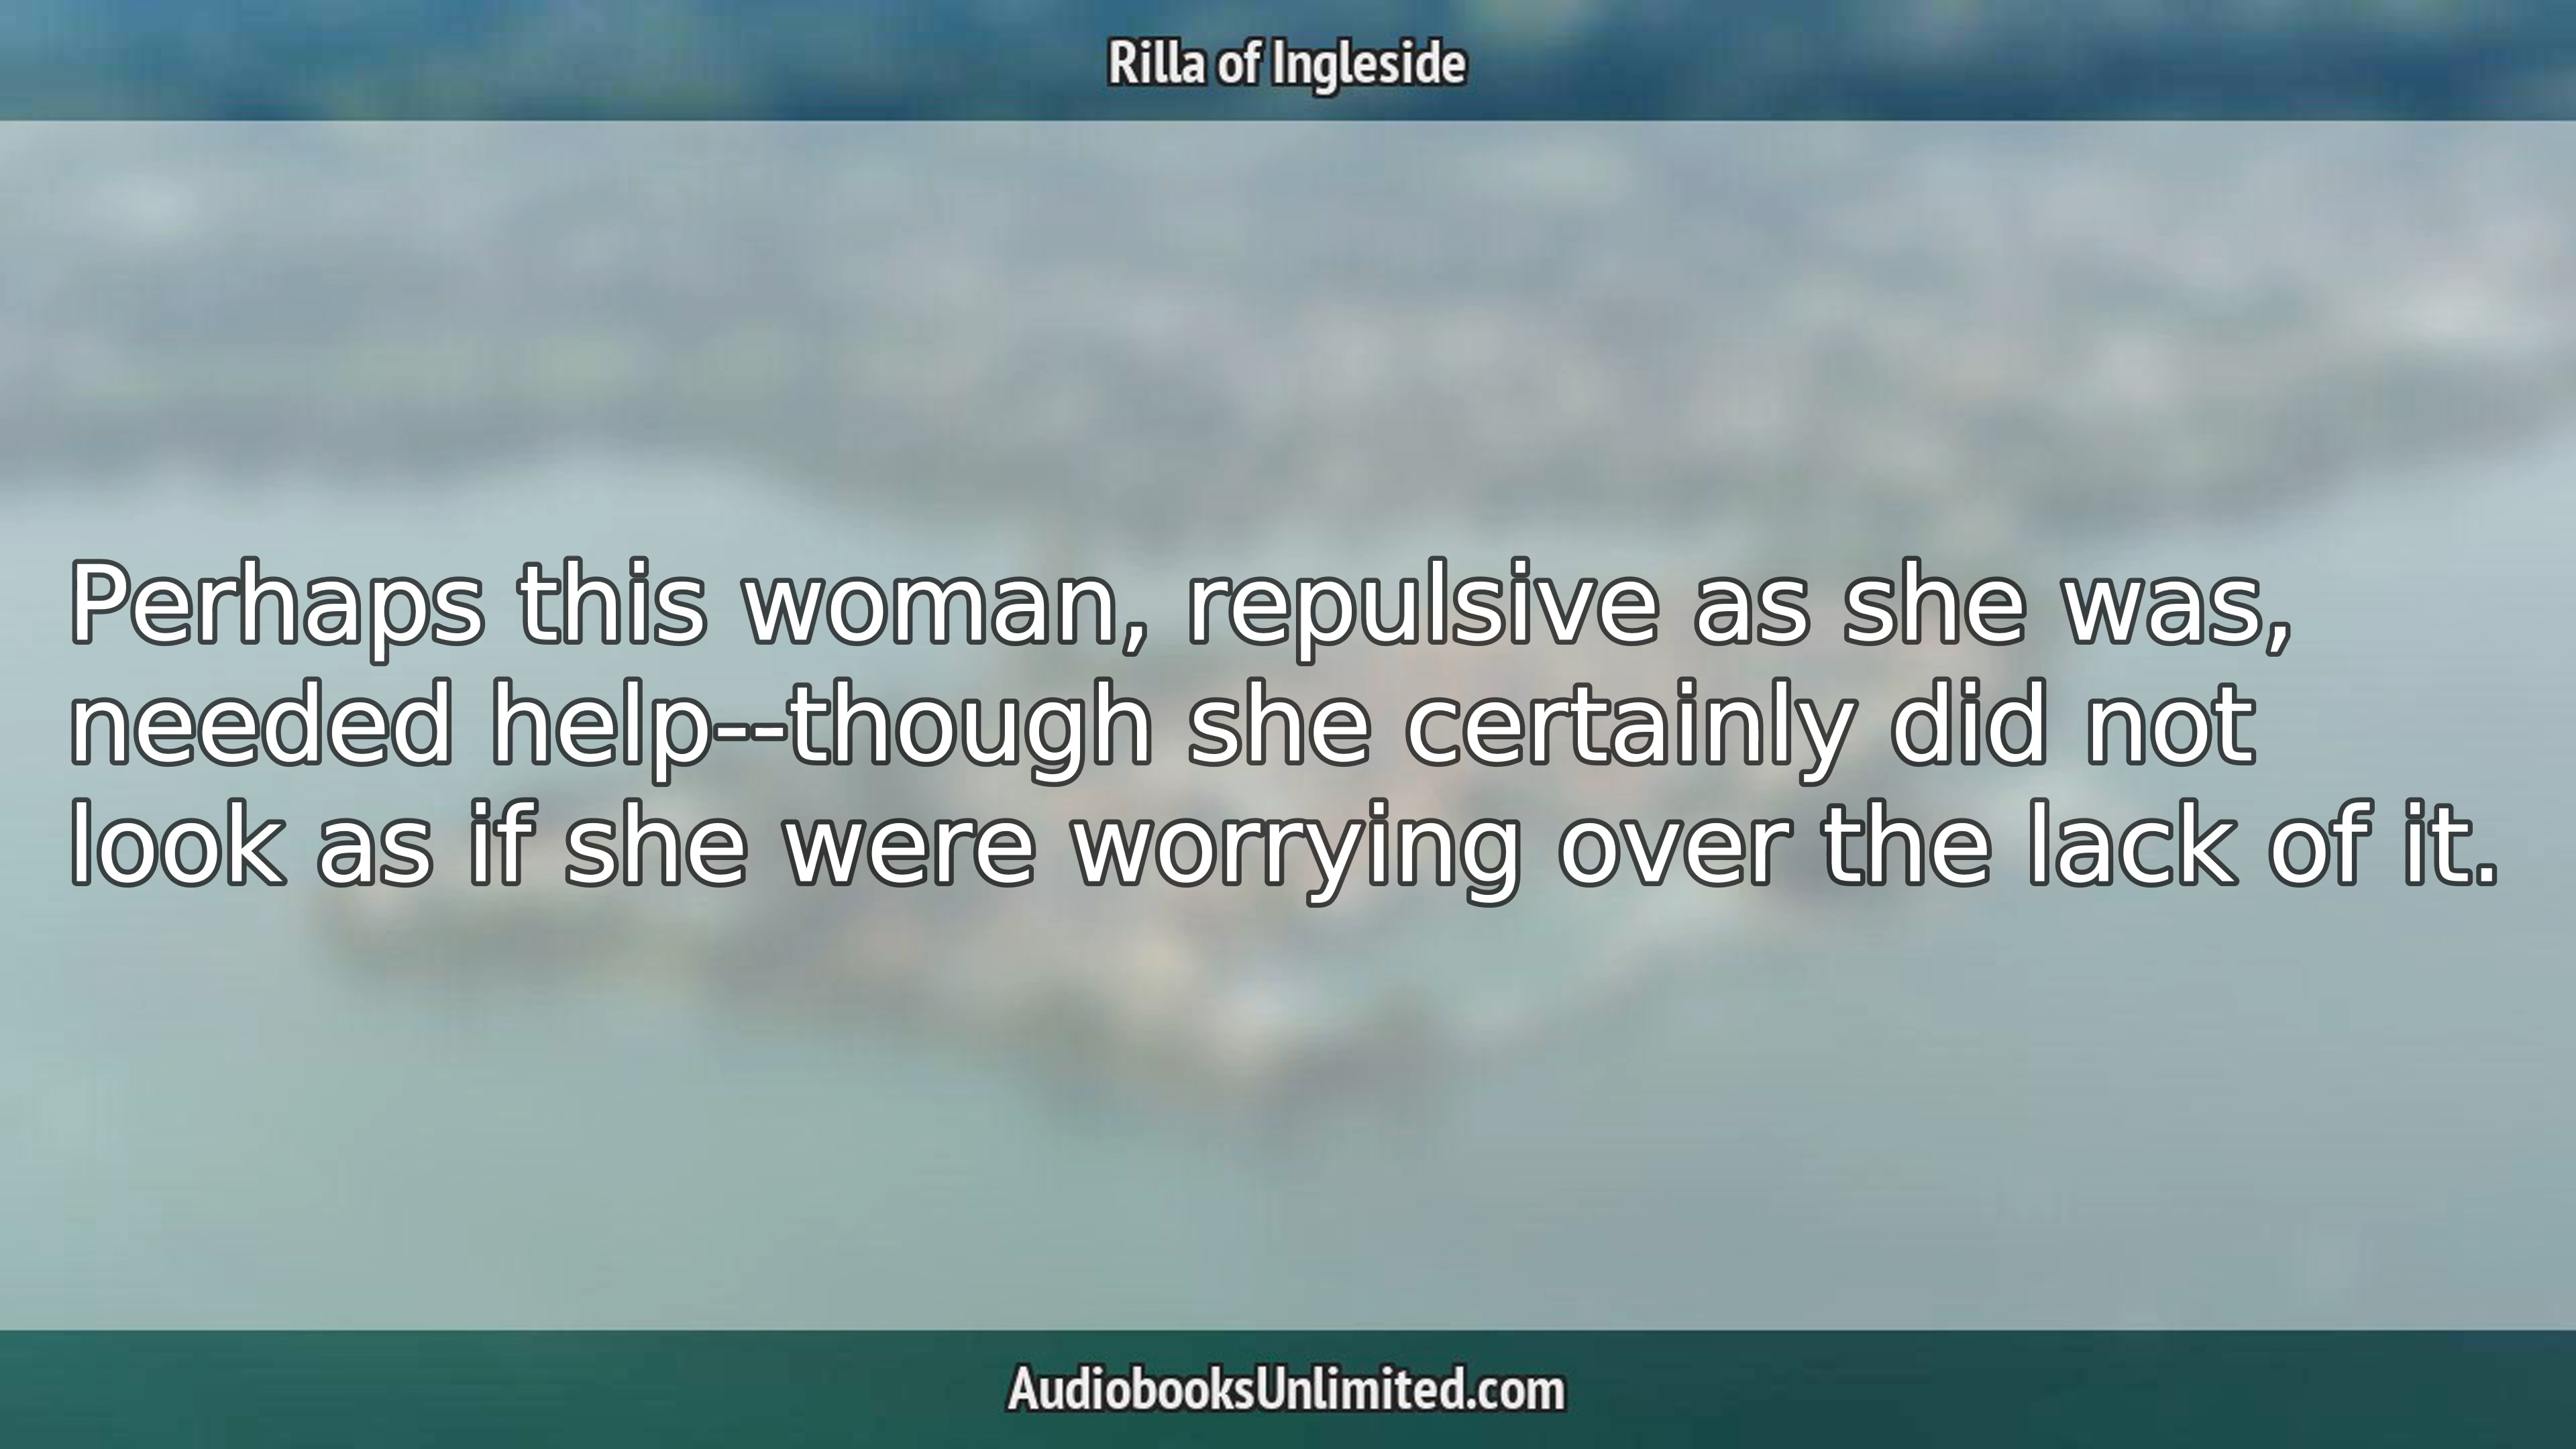 Rilla of Ingleside
Perhaps this woman, repulsive as she was,
needed help--though she certainly did not
look as if she were worrying over the lack of it.
AudiobooksUnlimited.com